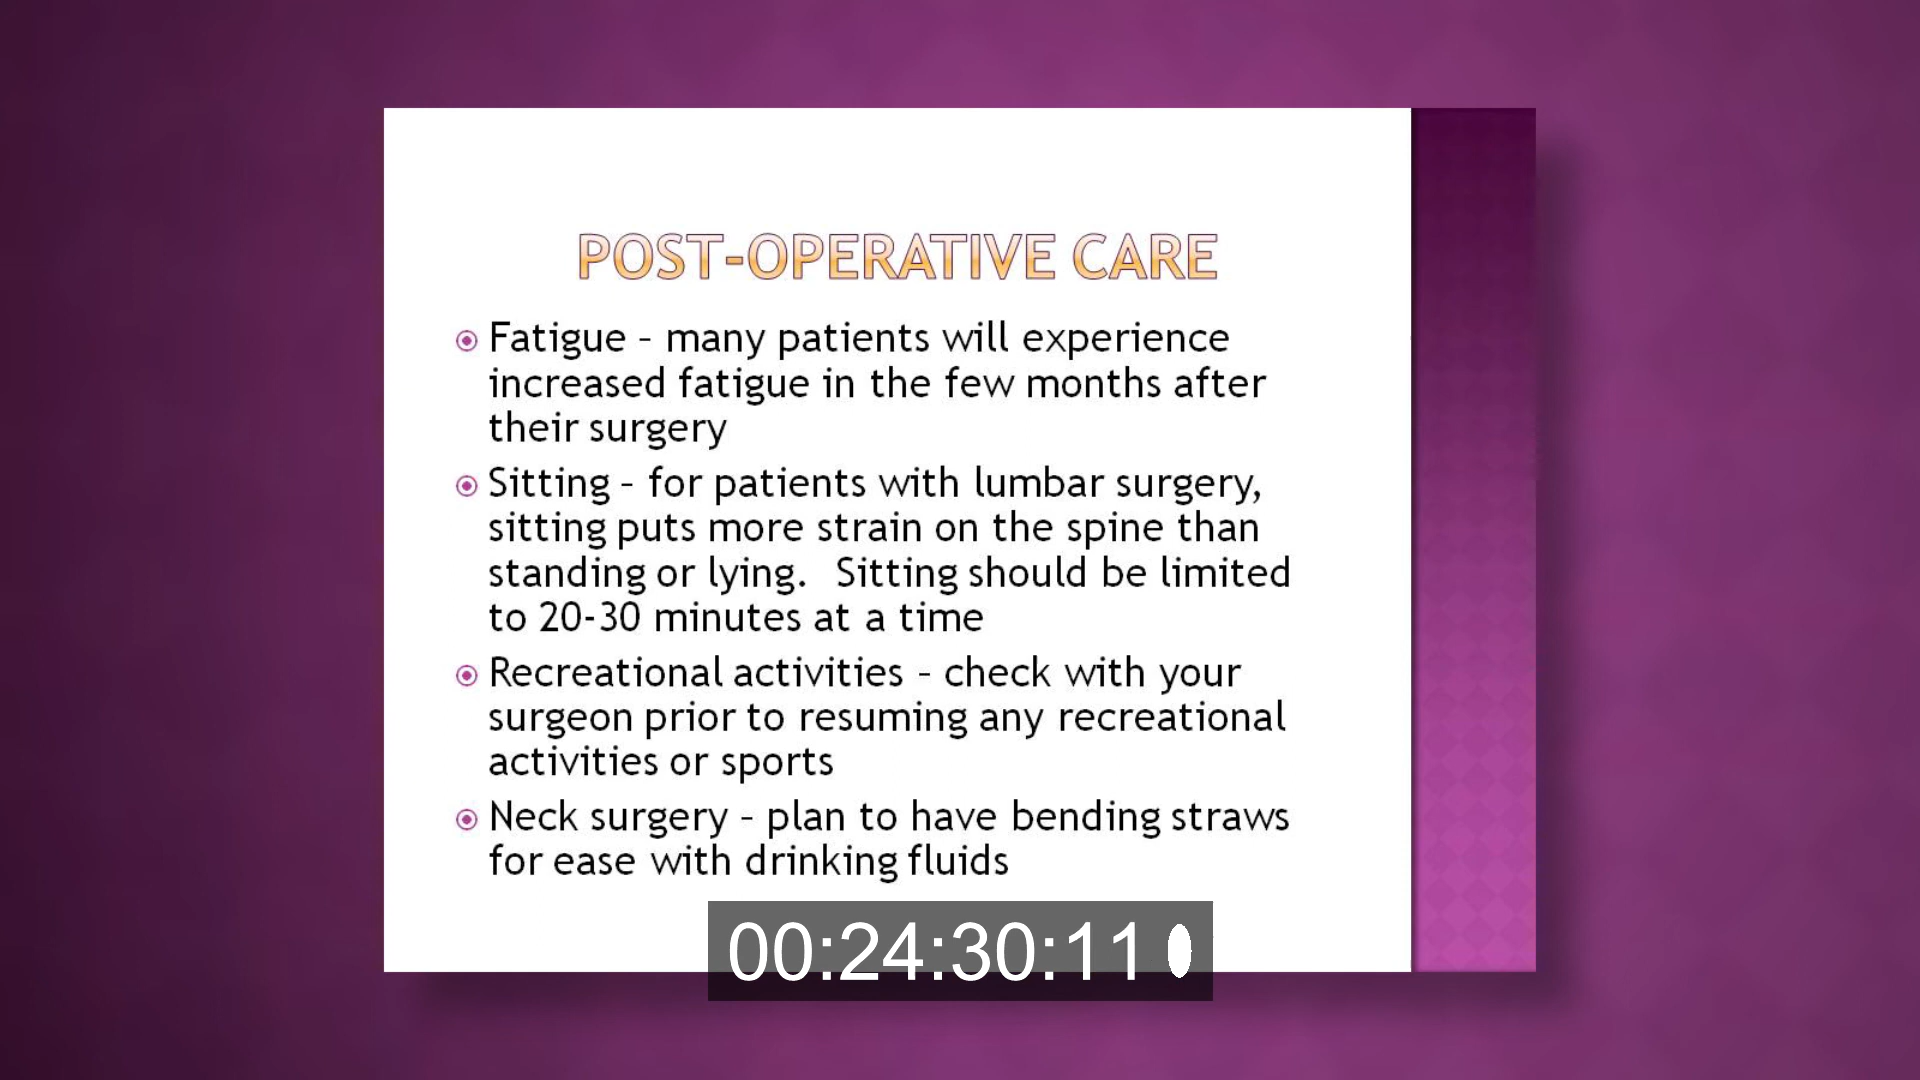 POST-OPERATIVE CARE
Fatigue – many patients will experience
increased fatigue in the few months after
their surgery
Sitting – for patients with lumbar surgery,
sitting puts more strain on the spine than
standing or lying.  Sitting should be limited
to 20-30 minutes at a time
Recreational activities – check with your
surgeon prior to resuming any recreational
activities or sports
Neck surgery – plan to have bending straws
for ease with drinking fluids
00:24:30:11